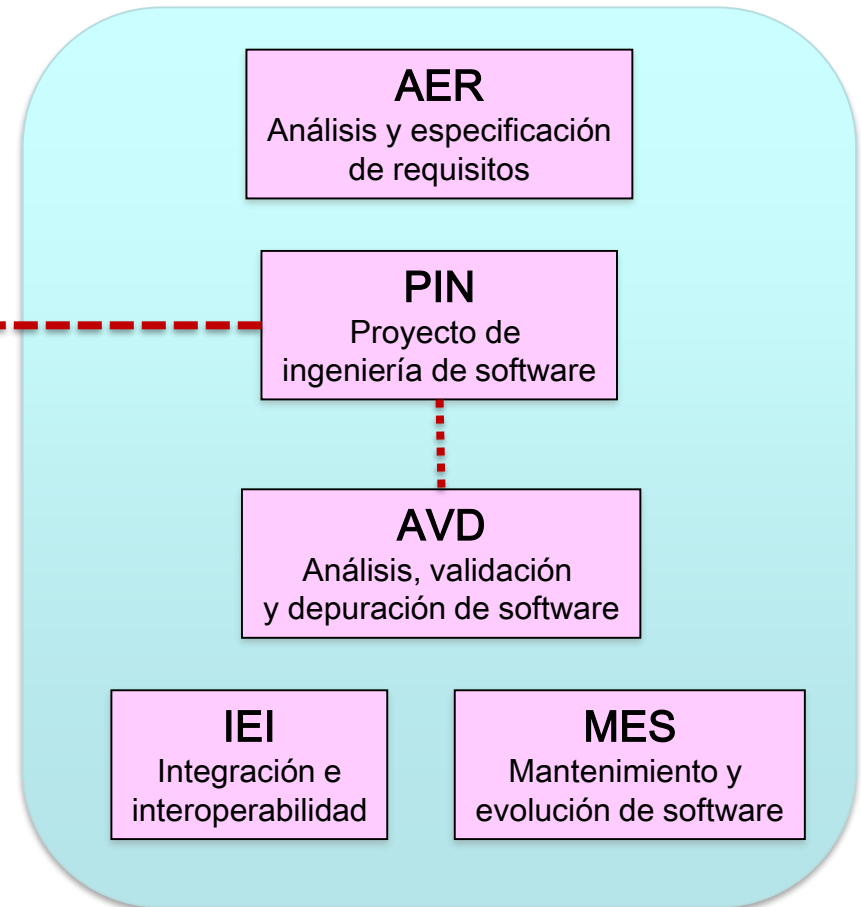 AER
Análisis y especificación
de requisitos
PIN
Proyecto de
ingeniería de software
AVD
Análisis, validación
y depuración de software
IEI
Integración e
interoperabilidad
MES
Mantenimiento y
evolución de software